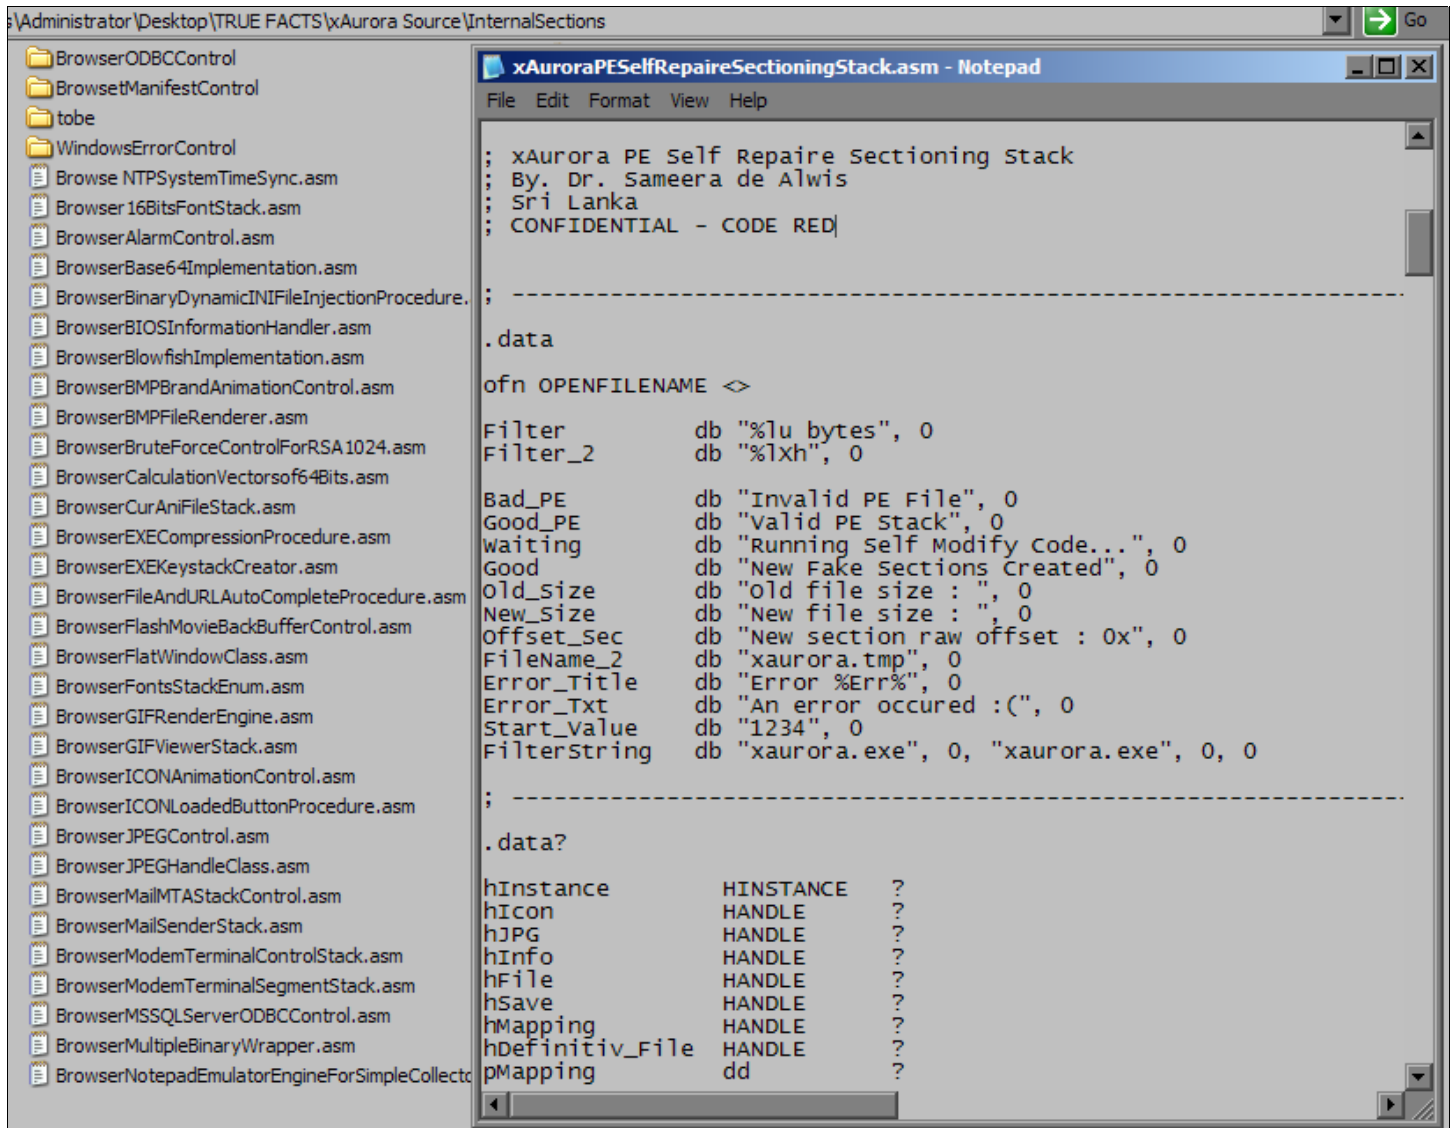 s\Administrator\Desktop\TRUE FACTS\xAurora Source\InternalSections
Go
BrowserODBCControl
BrowsetManifestControl
tobe
WindowsErrorControl
Browse NTPSystemTimeSync.asm
Browser16BitsFontStack.asm
BrowserAlarmControl.asm
BrowserBase64Implementation.asm
BrowserBinaryDynamicINIFileInjectionProcedure.
BrowserBIOSInformationHandler.asm
BrowserBlowfishImplementation.asm
BrowserBMPBrandAnimationControl.asm
BrowserBMPFileRenderer.asm
BrowserBruteForceControlForRSA1024.asm
BrowserCalculationVectorsof64Bits.asm
BrowserCurAniFileStack.asm
BrowserEXECompressionProcedure.asm
BrowserEXEKeystackCreator.asm
BrowserFileAndURLAutoCompleteProcedure.asm
BrowserFlashMovieBackBufferControl.asm
BrowserFlatWindowClass.asm
BrowserFontsStackEnum.asm
BrowserGIFRenderEngine.asm
BrowserGIFViewerStack.asm
BrowserICONAnimationControl.asm
BrowserICONLoadedButtonProcedure.asm
BrowserJPEGControl.asm
BrowserJPEGHandleClass.asm
BrowserMailMTAStackControl.asm
BrowserMailSenderStack.asm
BrowserModemTerminalControlStack.asm
BrowserModemTerminalSegmentStack.asm
BrowserMSSQLServerODBCControl.asm
BrowserMultipleBinaryWrapper.asm
BrowserNotepadEmulatorEngineForSimpleCollecto
xAuroraPESelfRepaireSectioningStack.asm - Notepad
File Edit Format View Help
; xAurora PE Self Repaire Sectioning Stack
; By. Dr. Sameera de Alwis
; Sri Lanka
; CONFIDENTIAL - CODE RED
; ----------------------------------------------------------------
.data
ofn OPENFILENAME <>
Filter db "%lu bytes", 0
Filter_2 db "%lXh", 0
Bad_PE db "Invalid PE File", 0
Good_PE db "Valid PE Stack", 0
Waiting db "Running Self Modify Code...", 0
Good db "New Fake Sections Created", 0
Old_Size db "Old file size : ", 0
New_Size db "New file size : ", 0
Offset_Sec db "New section raw offset : 0x", 0
FileName_2 db "xaurora.tmp", 0
Error_Title db "Error %Err%", 0
Error_Txt db "An error occured :(", 0
Start_Value db "1234", 0
FilterString db "xaurora.exe", 0, "xaurora.exe", 0, 0
; ----------------------------------------------------------------
.data?
hInstance HINSTANCE ?
hIcon HANDLE ?
hJPG HANDLE ?
hInfo HANDLE ?
hFile HANDLE ?
hSave HANDLE ?
hMapping HANDLE ?
hDefinitiv_File HANDLE ?
pMapping dd ?